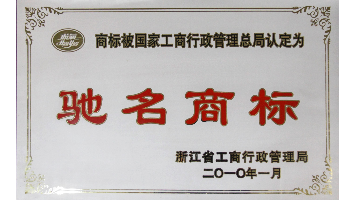 商标被国家工商行政管理总局认定为
驰名商标
浙江省工商行政管理局
二〇一〇年一月